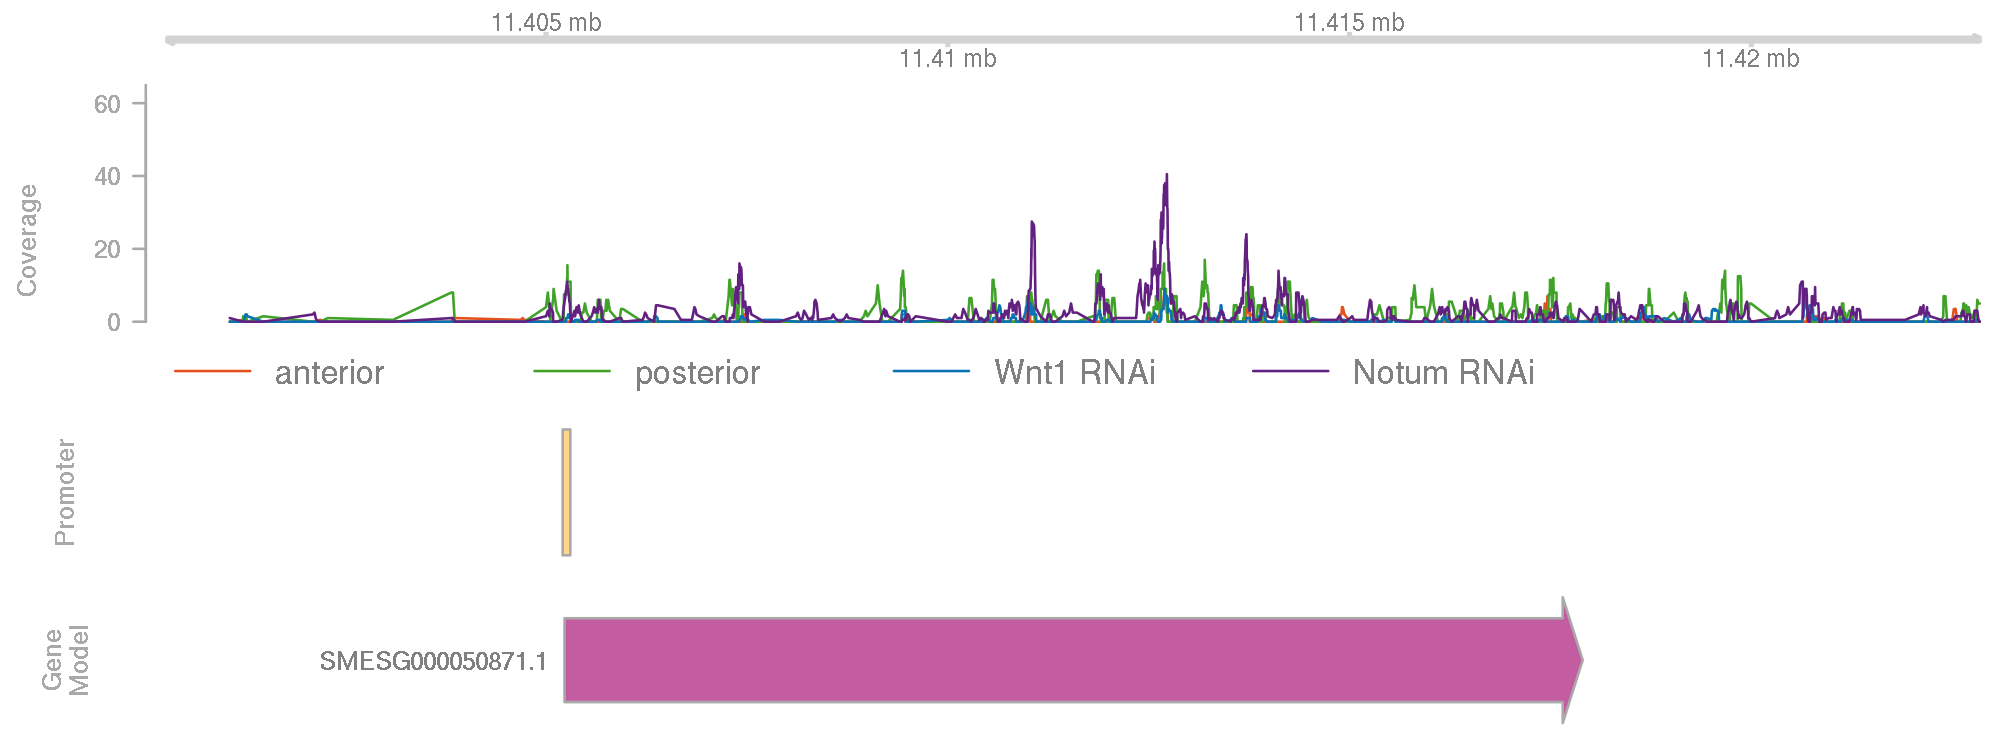 11.405 mb
11.415 mb
11.41 mb
11.42 mb
Coverage
60
40
20
0
anterior
posterior
Wnt1 RNAi
Notum RNAi
Promoter
Gene
Model
SMESG000050871.1